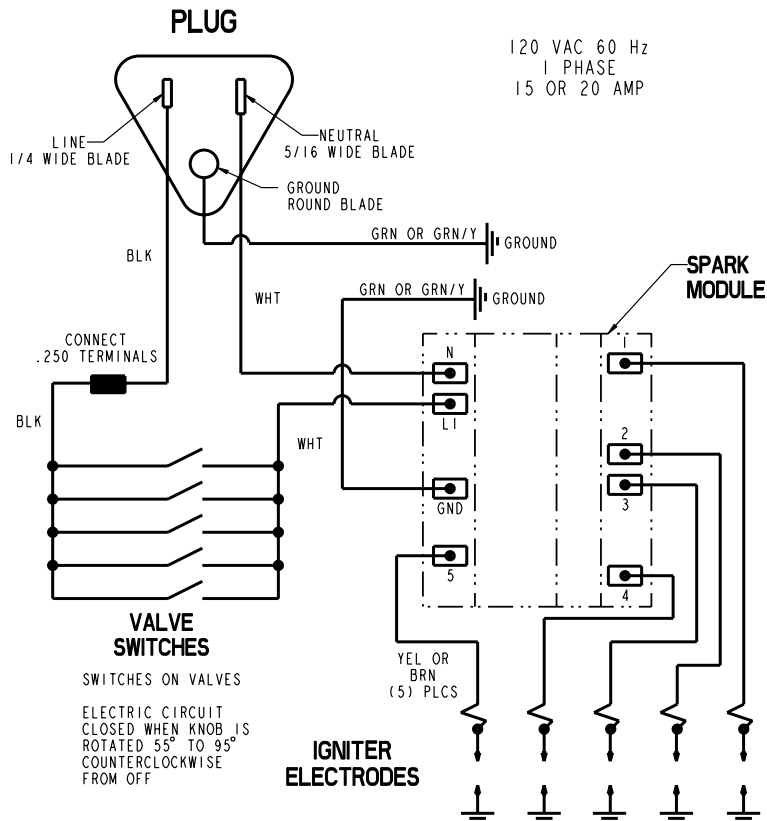 PLUG
120 VAC 60 Hz
1 PHASE
15 OR 20 AMP
LINE
1/4 WIDE BLADE
NEUTRAL
5/16 WIDE BLADE
GROUND
ROUND BLADE
GRN OR GRN/Y
GROUND
BLK
SPARK
MODULE
GRN OR GRN/Y
GROUND
WHT
CONNECT
.250 TERMINALS
N
1
BLK
L1
WHT
2
GND
3
5
4
VALVE
SWITCHES
SWITCHES ON VALVES
ELECTRIC CIRCUIT
CLOSED WHEN KNOB IS
ROTATED 55° TO 95°
COUNTERCLOCKWISE
FROM OFF
YEL OR
BRN
(5) PLCS
IGNITER
ELECTRODES